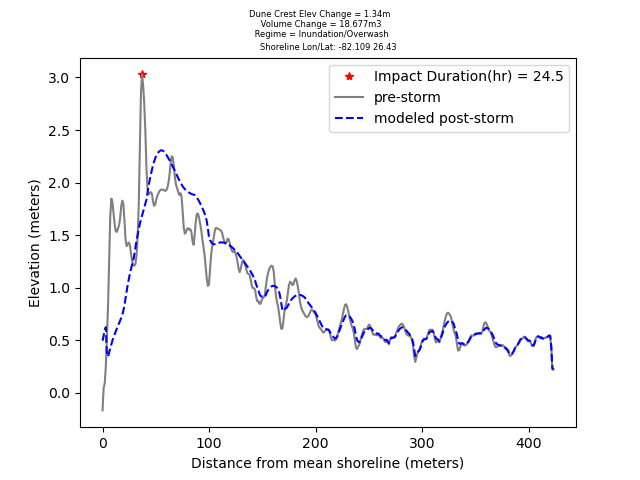 Dune Crest Elev Change = 1.34m
Volume Change = 18.677m3
Regime = Inundation/Overwash
Shoreline Lon/Lat: -82.109 26.43
Impact Duration(hr) = 24.5
pre-storm
modeled post-storm
Elevation (meters)
3.0
2.5
2.0
1.5
1.0
0.5
0.0
0 100 200 300 400
Distance from mean shoreline (meters)